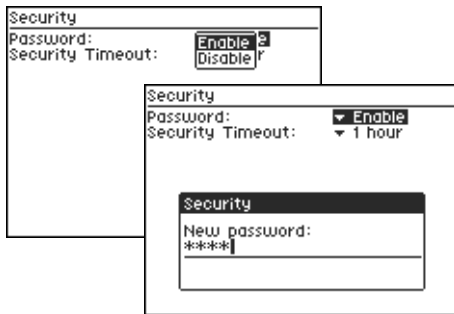 Security
Password: Enable e
Security Timeout: Disable r
Security
Password: Enable
Security Timeout: 1 hour
Security
New password:
****